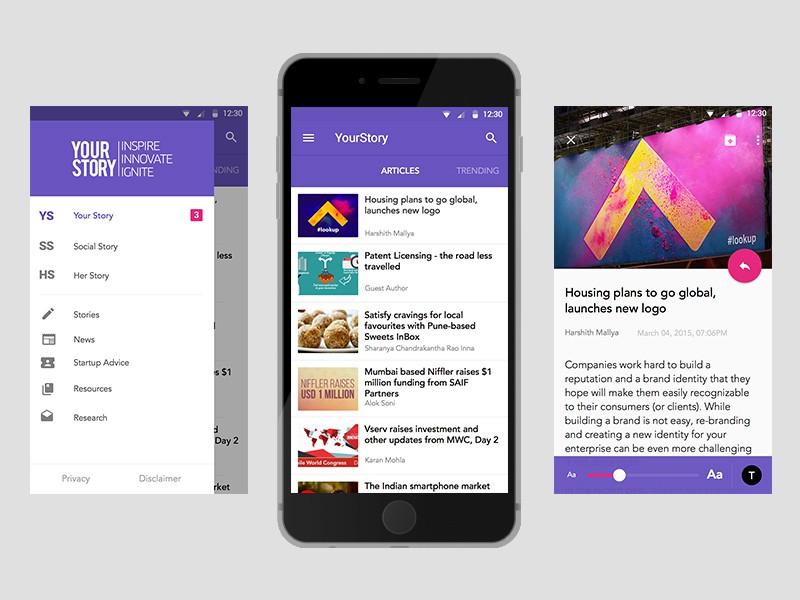 12:30
YOUR
STORY
INSPIRE
INNOVATE
IGNITE
NDING
YS Your Story 3
SS Social Story
HS Her Story
Stories
News
Startup Advice
Resources
Research
Privacy Disclaimer
less
s $1
d
Day 2
rket
12:30
YourStory
ARTICLES TRENDING
#lookup
Housing plans to go global,
launches new logo
Harshith Mallya
Patent Licensing - the road less
travelled
Guest Author
Satisfy cravings for local
favourites with Pune-based
Sweets InBox
Sharanya Chandrakantha Rao Inna
NIFFLER RAISES
USD 1 MILLION
Mumbai based Niffler raises $1
million funding from SAIF
Partners
Alok Soni
bile World Congress
Vserv raises investment and
other updates from MWC, Day 2
Karan Mohla
The Indian smartphone market
12:30
#lookup
Housing plans to go global,
launches new logo
Harshith Mallya March 04, 2015, 07:06PM
Companies work hard to build a
reputation and a brand identity that they
hope will make them easily recognizable
to their consumers (or clients). While
building a brand is not easy, re-branding
and creating a new identity for your
enterprise can be even more challenging
Aa Aa T